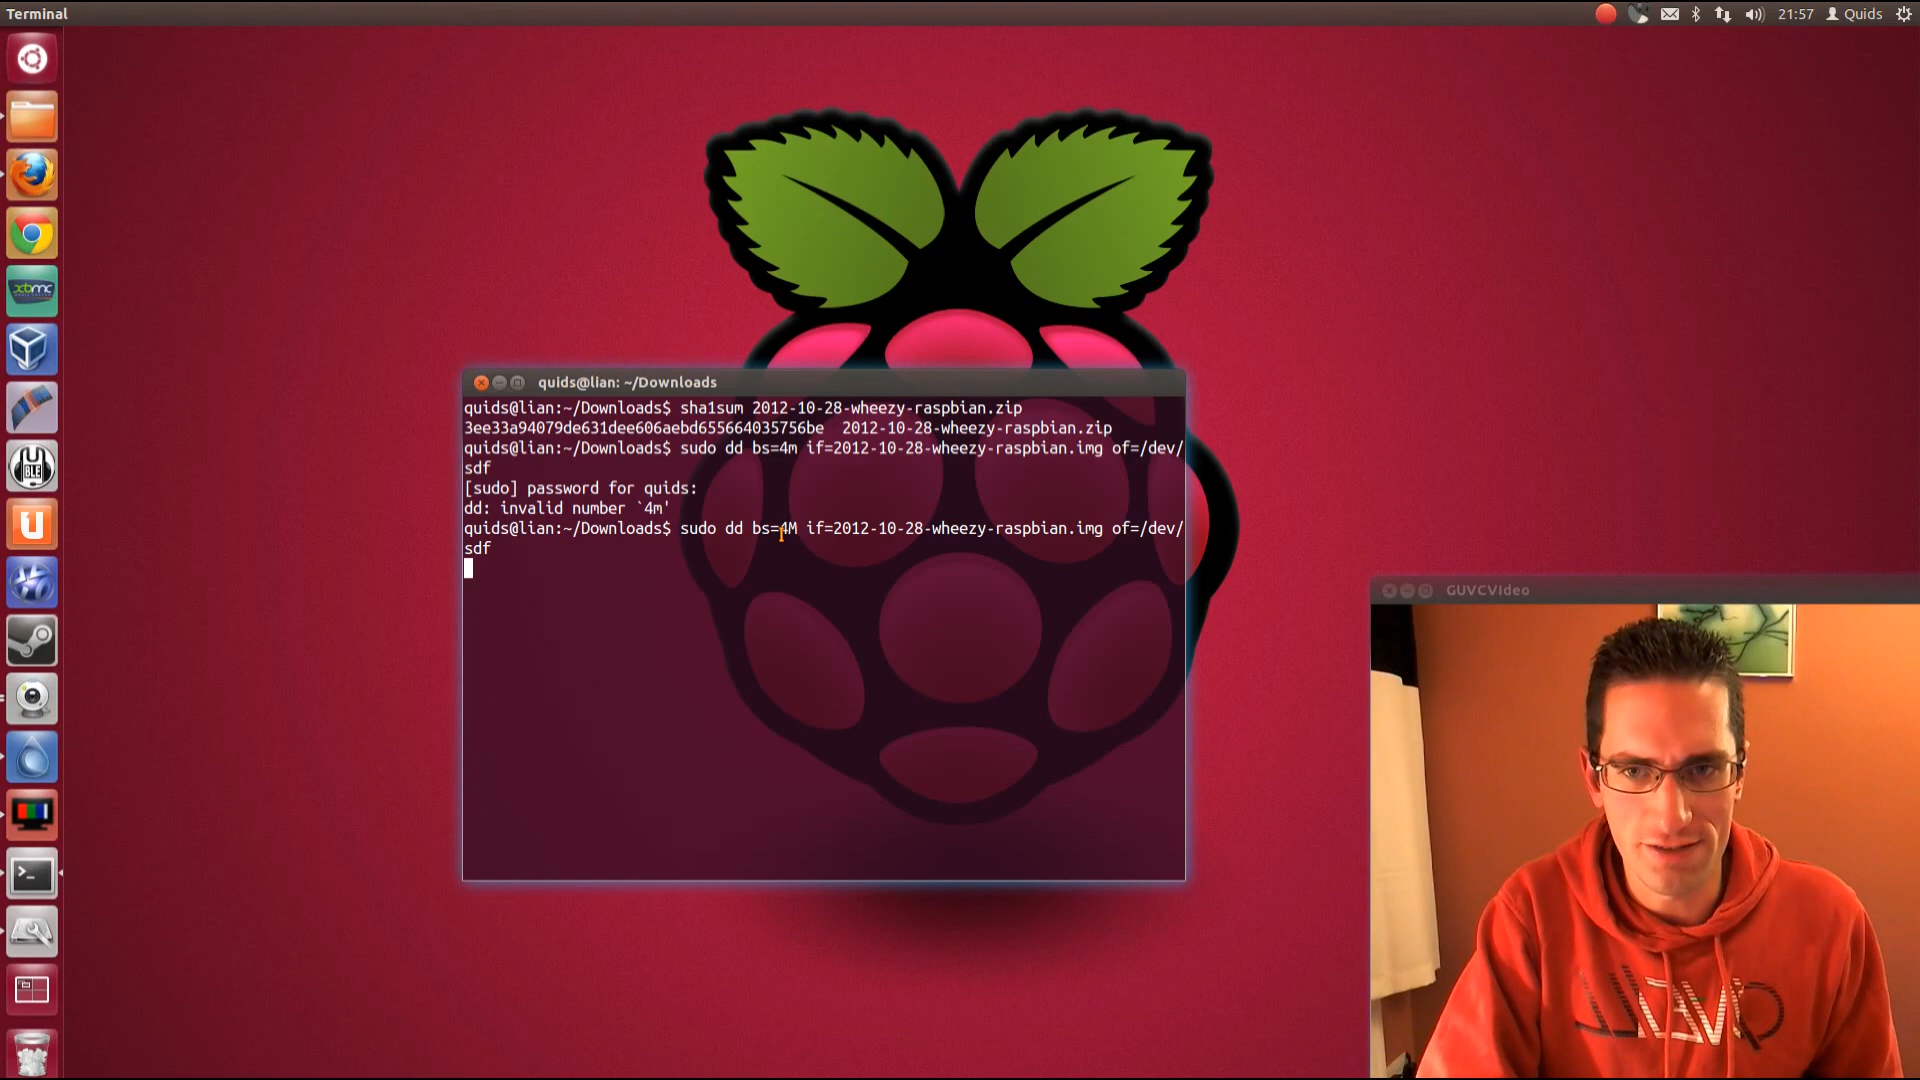 Terminal
21:57 Quids
xbmc
BLE
quids@lian: ~/Downloads
quids@lian:~/Downloads$ sha1sum 2012-10-28-wheezy-raspbian.zip
3ee33a94079de631dee606aebd655664035756be  2012-10-28-wheezy-raspbian.zip
quids@lian:~/Downloads$ sudo dd bs=4m if=2012-10-28-wheezy-raspbian.img of=/dev/
sdf
[sudo] password for quids:
dd: invalid number `4m'
quids@lian:~/Downloads$ sudo dd bs=4M if=2012-10-28-wheezy-raspbian.img of=/dev/
sdf
GUVCVIdeo